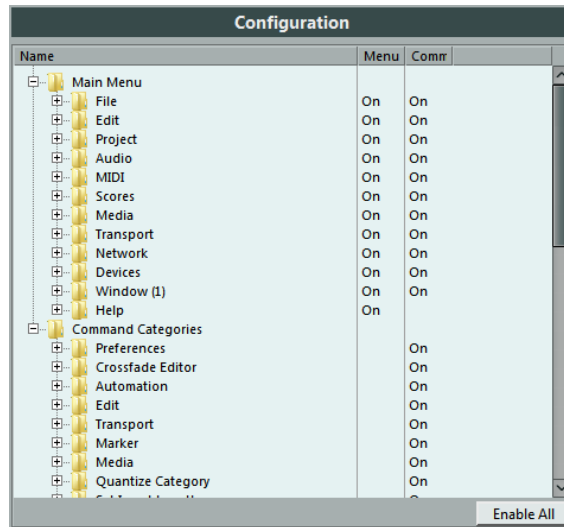 Configuration
Name Menu Comm
Main Menu
File On On
Edit On On
Project On On
Audio On On
MIDI On On
Scores On On
Media On On
Transport On On
Network On On
Devices On On
Window (1) On On
Help On
Command Categories
Preferences On
Crossfade Editor On
Automation On
Edit On
Transport On
Marker On
Media On
Quantize Category On
Enable All